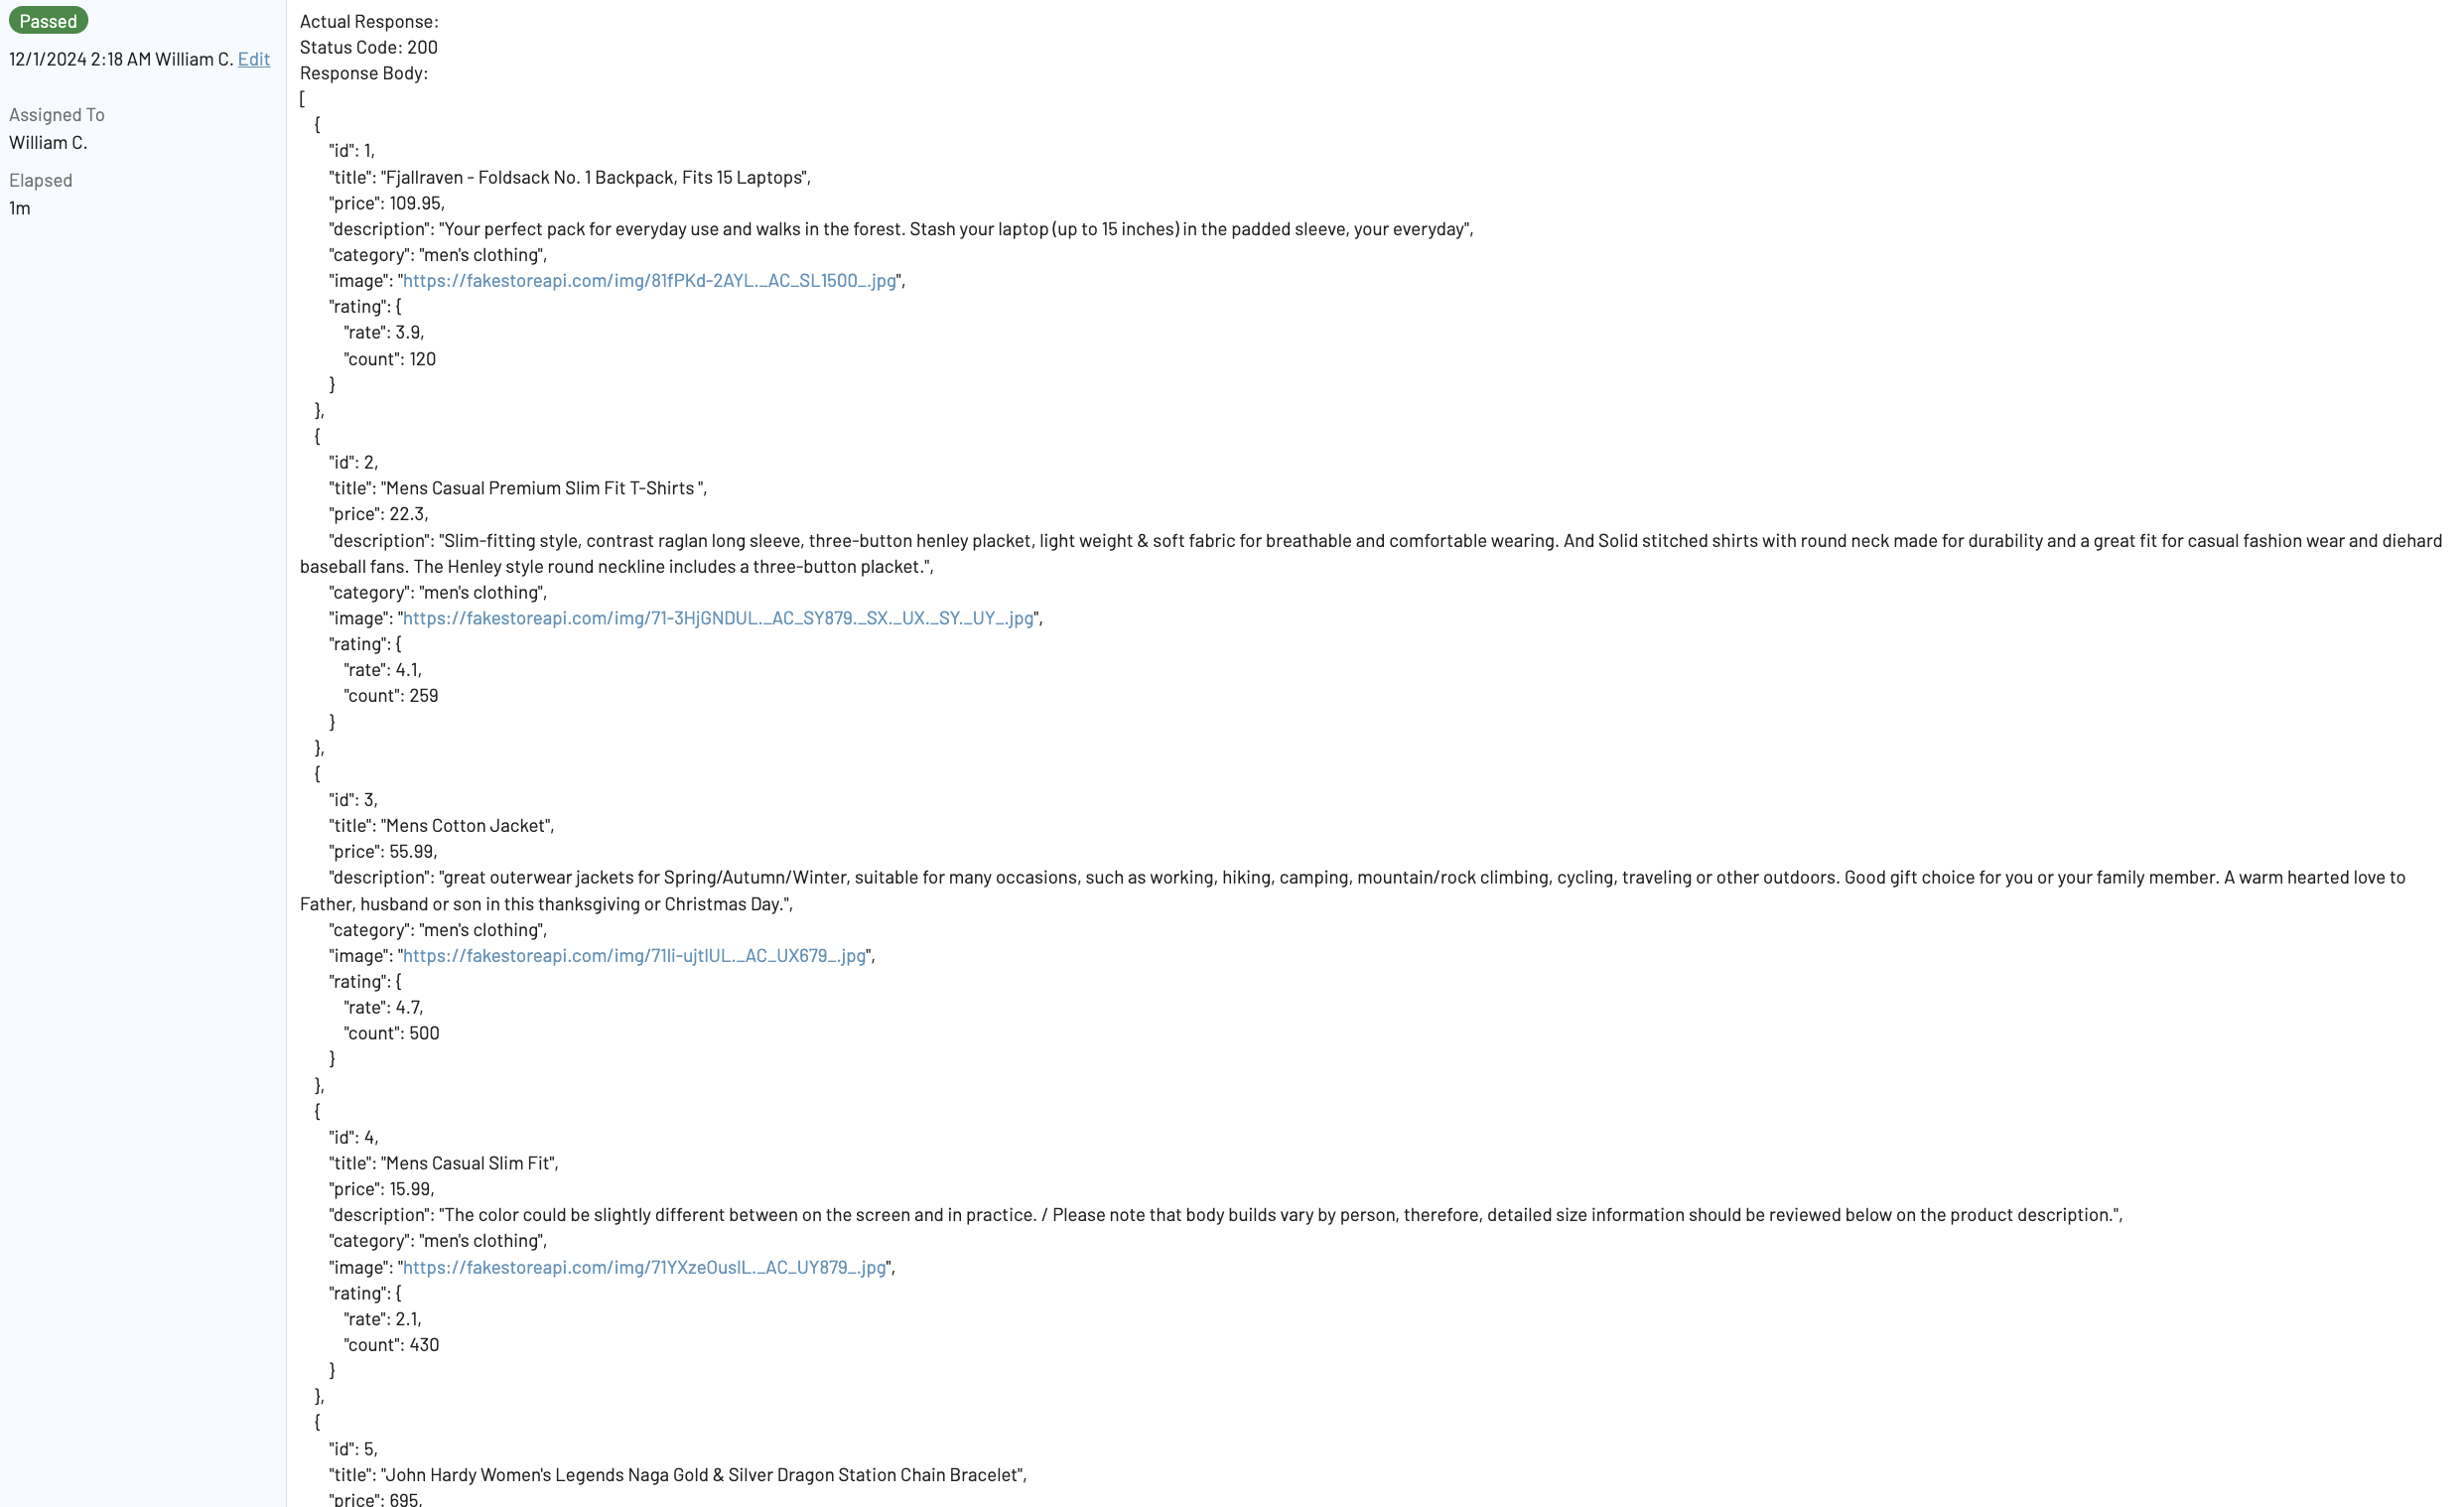 Passed
12/1/2024 2:18 AM William C. Edit
Assigned To
William C.
Elapsed
1m
Actual Response:
Status Code: 200
Response Body:
[
{
"id": 1,
"title": "Fjallraven - Foldsack No. 1 Backpack, Fits 15 Laptops",
"price": 109.95,
"description": "Your perfect pack for everyday use and walks in the forest. Stash your laptop (up to 15 inches) in the padded sleeve, your everyday",
"category": "men's clothing",
"image": "https://fakestoreapi.com/img/81fPKd-2AYL._AC_SL1500_.jpg",
"rating": {
"rate": 3.9,
"count": 120
}
},
{
"id": 2,
"title": "Mens Casual Premium Slim Fit T-Shirts ",
"price": 22.3,
"description": "Slim-fitting style, contrast raglan long sleeve, three-button henley placket, light weight & soft fabric for breathable and comfortable wearing. And Solid stitched shirts with round neck made for durability and a great fit for casual fashion wear and diehard
baseball fans. The Henley style round neckline includes a three-button placket.",
"category": "men's clothing",
"image": "https://fakestoreapi.com/img/71-3HjGNDUL._AC_SY879._SX._UX._SY._UY_.jpg",
"rating": {
"rate": 4.1,
"count": 259
}
},
{
"id": 3,
"title": "Mens Cotton Jacket",
"price": 55.99,
"description": "great outerwear jackets for Spring/Autumn/Winter, suitable for many occasions, such as working, hiking, camping, mountain/rock climbing, cycling, traveling or other outdoors. Good gift choice for you or your family member. A warm hearted love to
Father, husband or son in this thanksgiving or Christmas Day.",
"category": "men's clothing",
"image": "https://fakestoreapi.com/img/71li-ujtlUL._AC_UX679_.jpg",
"rating": {
"rate": 4.7,
"count": 500
}
},
{
"id": 4,
"title": "Mens Casual Slim Fit",
"price": 15.99,
"description": "The color could be slightly different between on the screen and in practice. / Please note that body builds vary by person, therefore, detailed size information should be reviewed below on the product description.",
"category": "men's clothing",
"image": "https://fakestoreapi.com/img/71YXzeOuslL._AC_UY879_.jpg",
"rating": {
"rate": 2.1,
"count": 430
}
},
{
"id": 5,
"title": "John Hardy Women's Legends Naga Gold & Silver Dragon Station Chain Bracelet",
"price": 695,